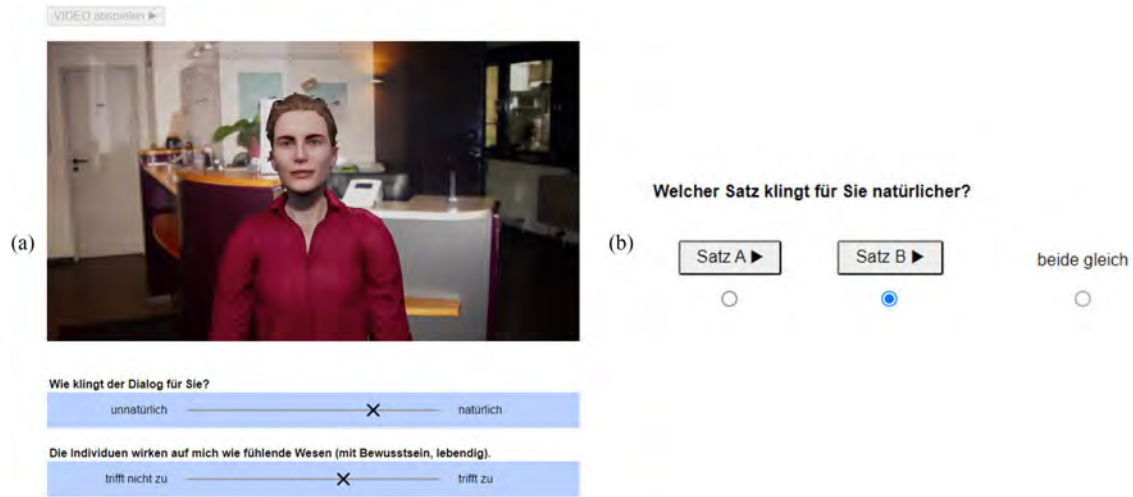 VIDEO abspielen ▶
(a)
Wie klingt der Dialog für Sie?
unnatürlich natürlich
Die Individuen wirken auf mich wie fühlende Wesen (mit Bewusstsein, lebendig).
trifft nicht zu trifft zu
(b)
Welcher Satz klingt für Sie natürlicher?
Satz A ▶ Satz B ▶ beide gleich